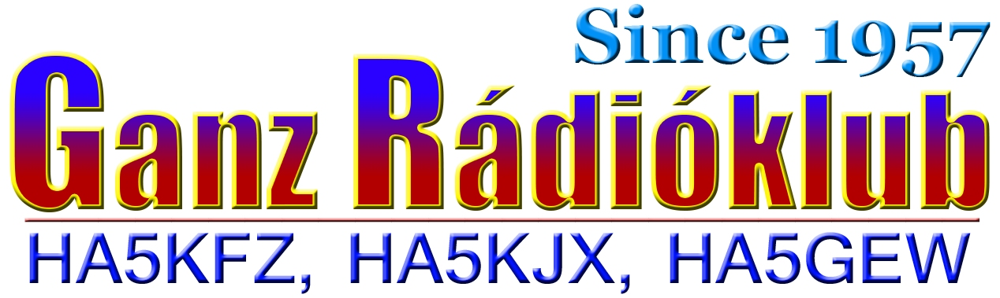 Since 1957
Ganz Rádióklub
HA5KFZ, HA5KJX, HA5GEW